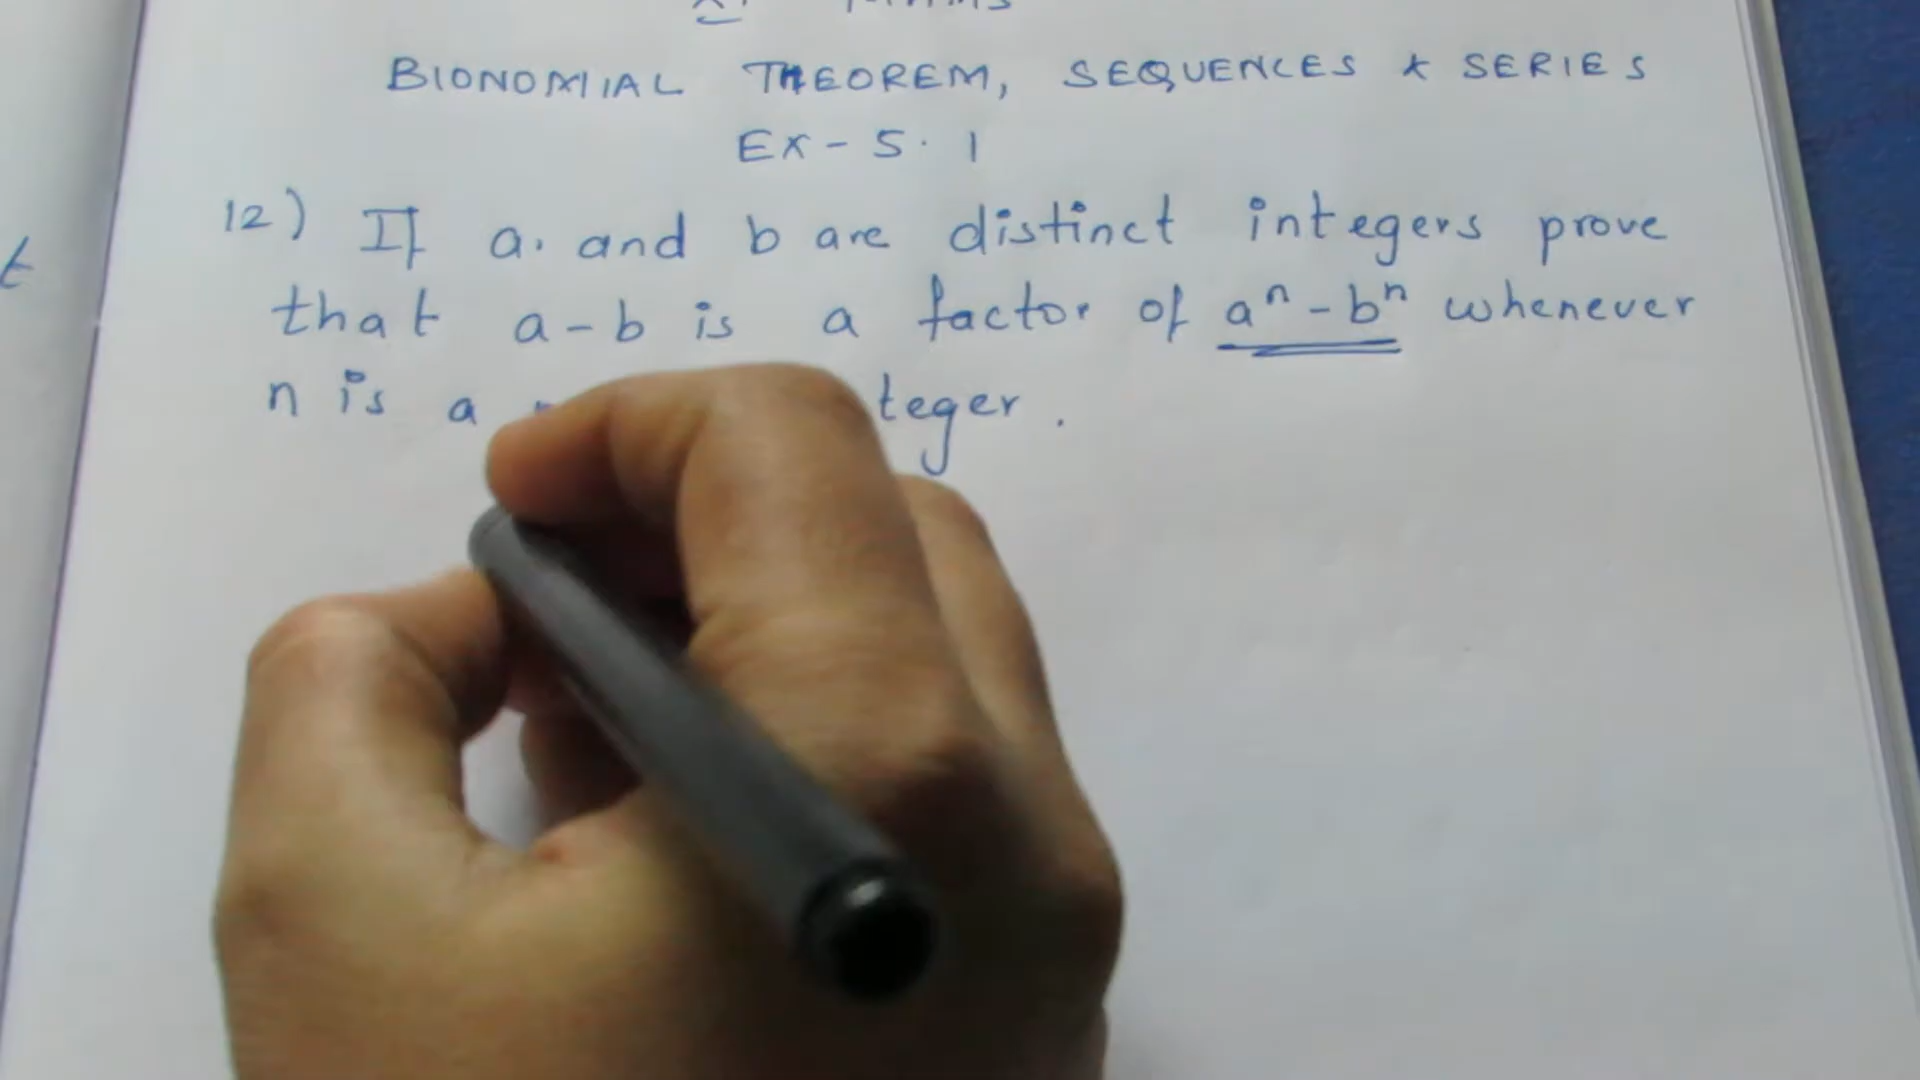 BIONOMIAL THEOREM, SEQUENCES & SERIES
Ex - 5.1
12) If a and b are distinct integers prove
that a-b is a factor of aⁿ - bⁿ whenever
n is a teger.